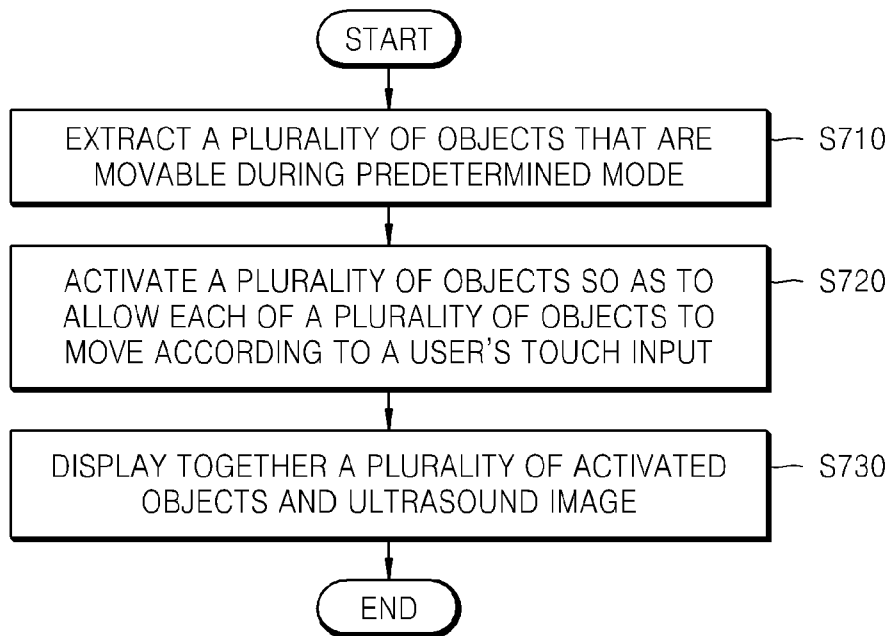 START
EXTRACT A PLURALITY OF OBJECTS THAT ARE
MOVABLE DURING PREDETERMINED MODE
S710
ACTIVATE A PLURALITY OF OBJECTS SO AS TO
ALLOW EACH OF A PLURALITY OF OBJECTS TO
MOVE ACCORDING TO A USER'S TOUCH INPUT
S720
DISPLAY TOGETHER A PLURALITY OF ACTIVATED
OBJECTS AND ULTRASOUND IMAGE
S730
END